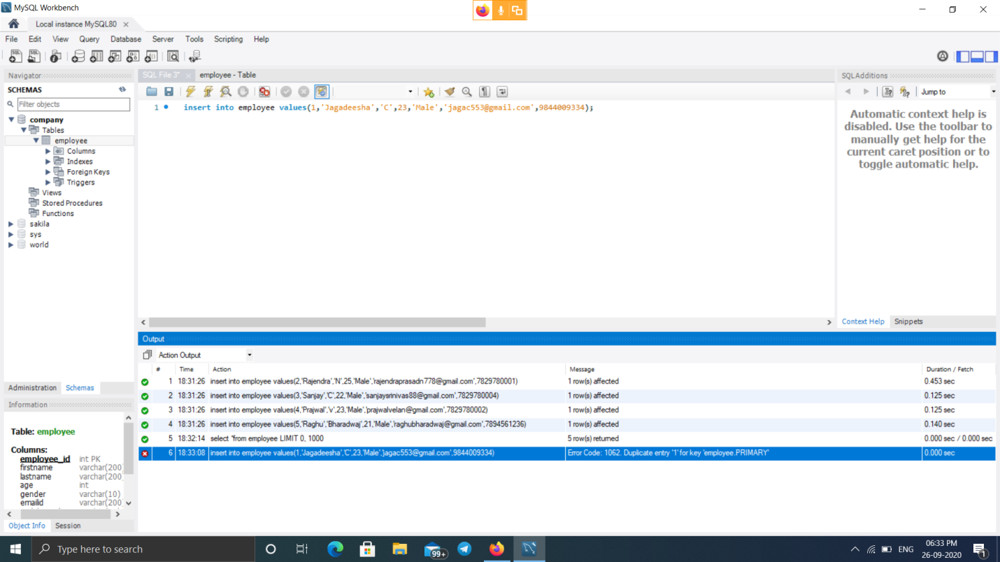 MySQL Workbench
Local instance MySQL80
File Edit View Query Database Server Tools Scripting Help
Navigator
SCHEMAS
Filter objects
company
Tables
employee
Columns
Indexes
Foreign Keys
Triggers
Views
Stored Procedures
Functions
sakila
sys
world
Administration Schemas
Information
Table: employee
Columns:
employee_id int PK
firstname varchar(200)
lastname varchar(200)
age int
gender varchar(10)
emailid varchar(200)
Object Info Session
SQL File 3* employee - Table
1 insert into employee values(1,'Jagadeesha','C',23,'Male','jagac553@gmail.com',9844009334);
SQLAdditions
Jump to
Automatic context help is
disabled. Use the toolbar to
manually get help for the
current caret position or to
toggle automatic help.
Context Help Snippets
Output
Action Output
# Time Action Message Duration / Fetch
1 18:31:26 insert into employee values(2,'Rajendra','N',25,'Male','rajendraprasadn778@gmail.com',7829780001) 1 row(s) affected 0.453 sec
2 18:31:26 insert into employee values(3,'Sanjay','C',22,'Male','sanjaysrinivas88@gmail.com',7829780004) 1 row(s) affected 0.125 sec
3 18:31:26 insert into employee values(4,'Prajwal','v',23,'Male','prajwalvelan@gmail.com',7829780002) 1 row(s) affected 0.125 sec
4 18:31:26 insert into employee values(5,'Raghu','Bharadwaj',21,'Male','raghubharadwaj@gmail.com',7894561236) 1 row(s) affected 0.140 sec
5 18:32:14 select *from employee LIMIT 0, 1000 5 row(s) returned 0.000 sec / 0.000 sec
6 18:33:08 insert into employee values(1,'Jagadeesha','C',23,'Male','jagac553@gmail.com',9844009334) Error Code: 1062. Duplicate entry '1' for key 'employee.PRIMARY' 0.000 sec
Type here to search
99+
ENG
06:33 PM
26-09-2020
1